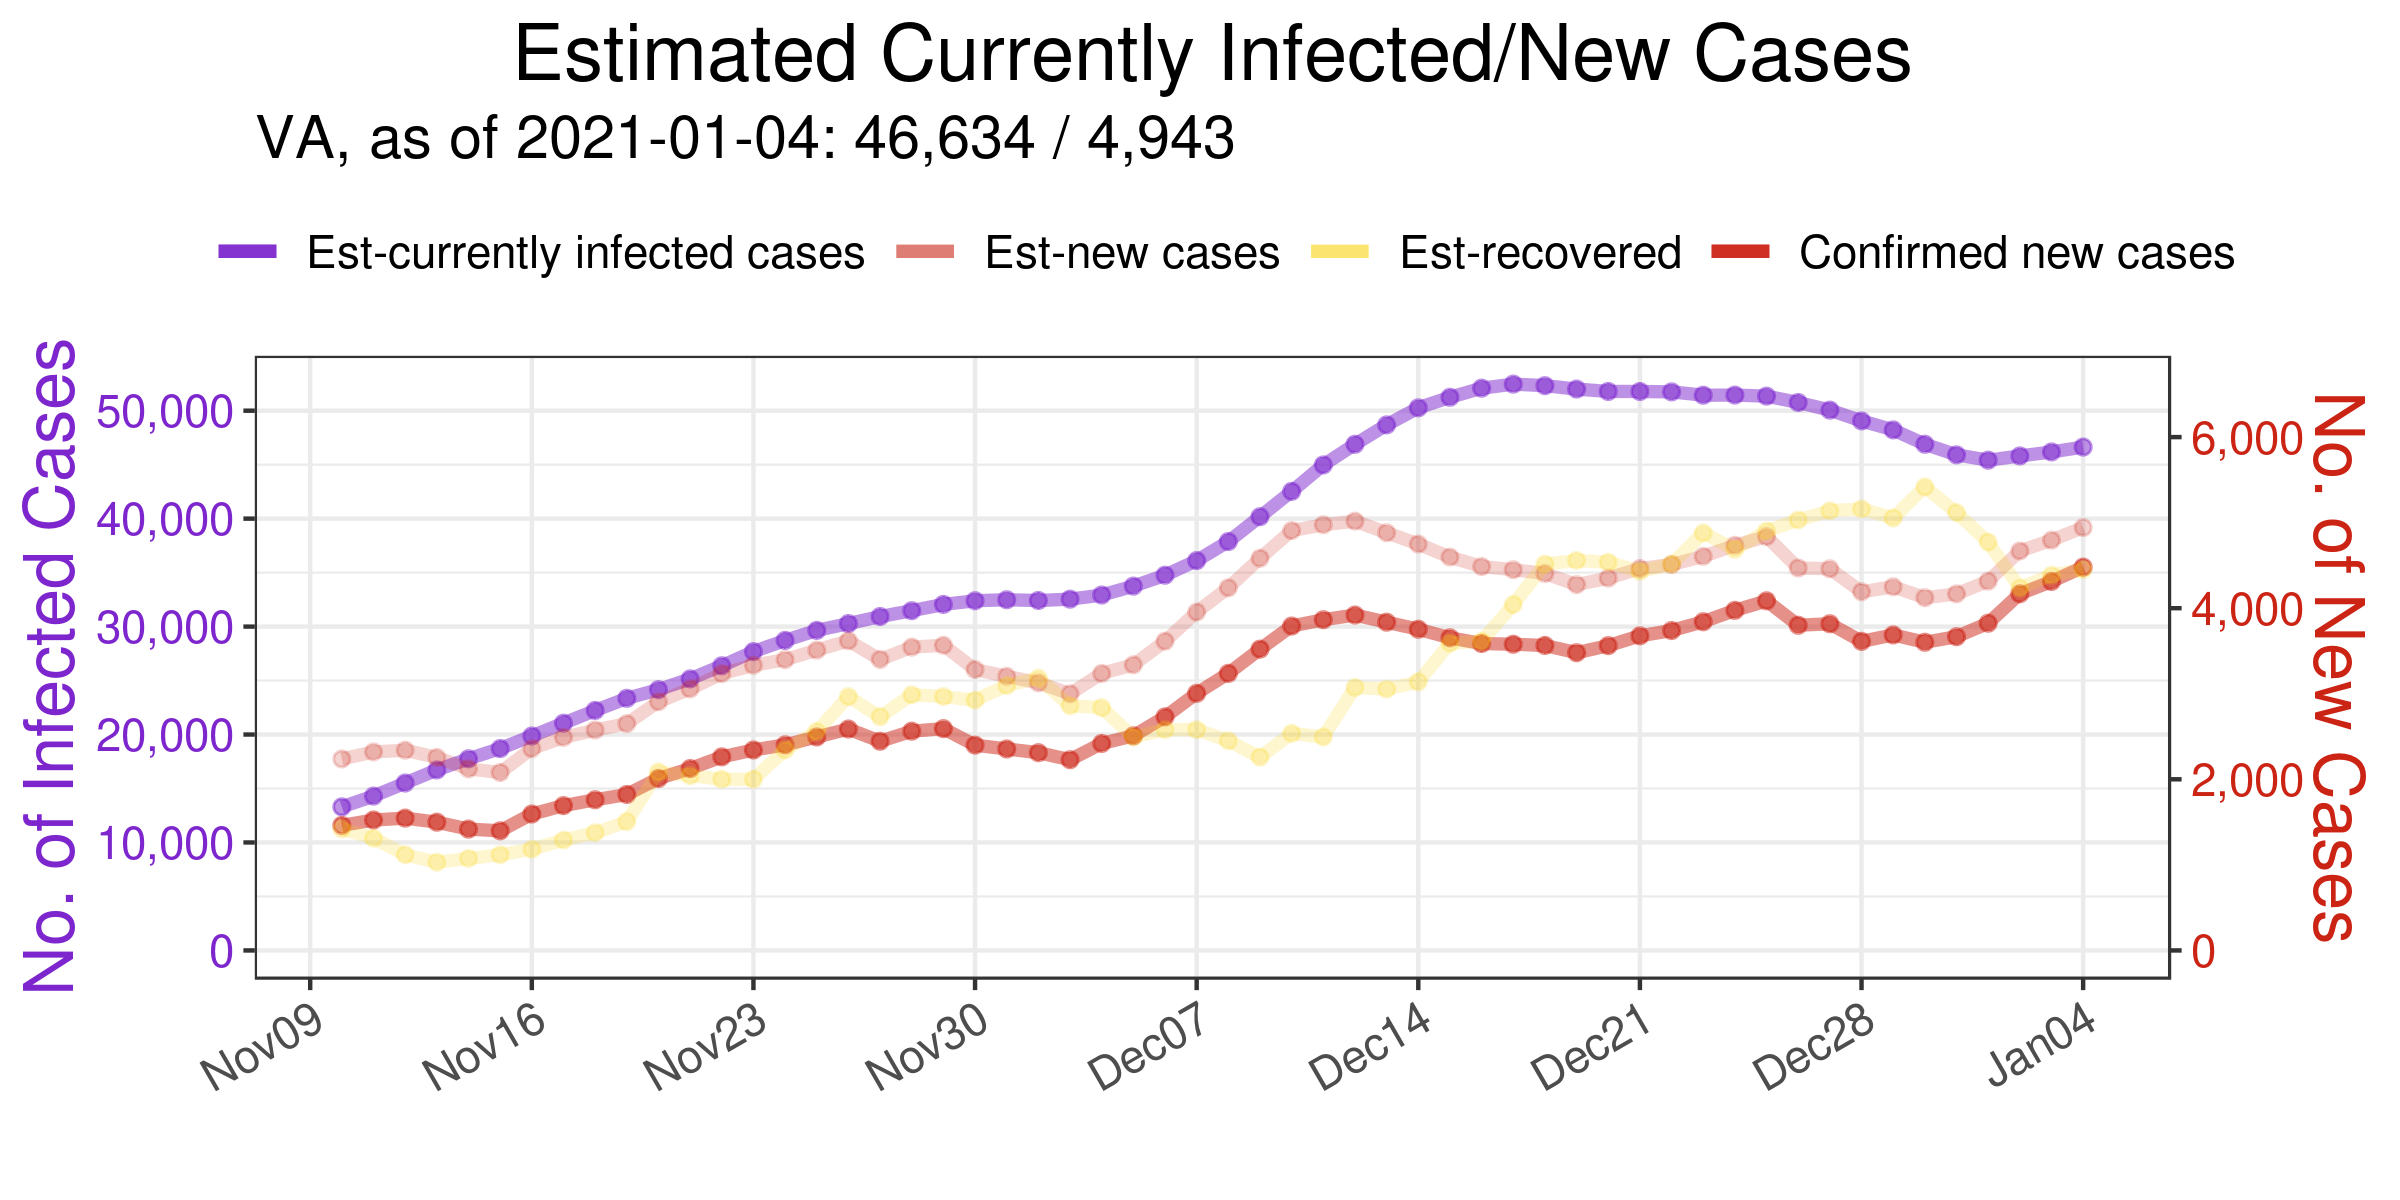 Estimated Currently Infected/New Cases
VA, as of 2021-01-04: 46,634 / 4,943
Est-currently infected cases Est-new cases Est-recovered Confirmed new cases
No. of Infected Cases
50,000
40,000
30,000
20,000
10,000
0
6,000
4,000
2,000
0
No. of New Cases
Nov09 Nov16 Nov23 Nov30 Dec07 Dec14 Dec21 Dec28 Jan04